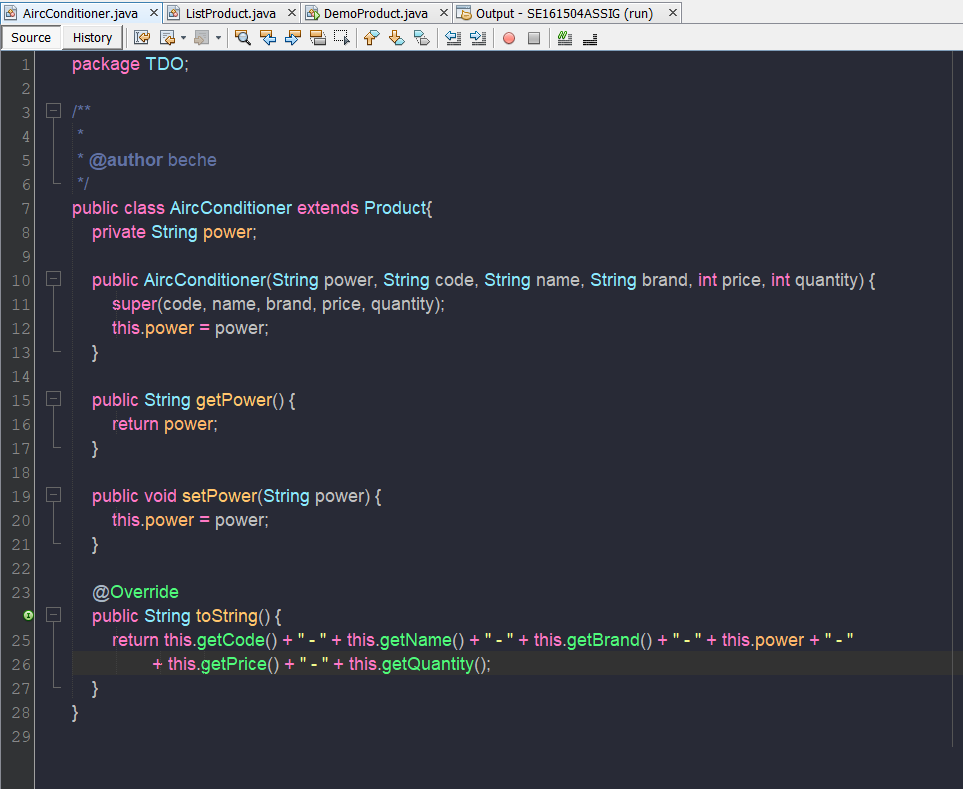 AircConditioner.java ListProduct.java DemoProduct.java Output - SE161504ASSIG (run)
Source History
1 package TDO;
2
3 /**
4 *
5 * @author beche
6 */
7 public class AircConditioner extends Product{
8 private String power;
9
10 public AircConditioner(String power, String code, String name, String brand, int price, int quantity) {
11 super(code, name, brand, price, quantity);
12 this.power = power;
13 }
14
15 public String getPower() {
16 return power;
17 }
18
19 public void setPower(String power) {
20 this.power = power;
21 }
22
23 @Override
public String toString() {
25 return this.getCode() + " - " + this.getName() + " - " + this.getBrand() + " - " + this.power + " - "
26 + this.getPrice() + " - " + this.getQuantity();
27 }
28 }
29